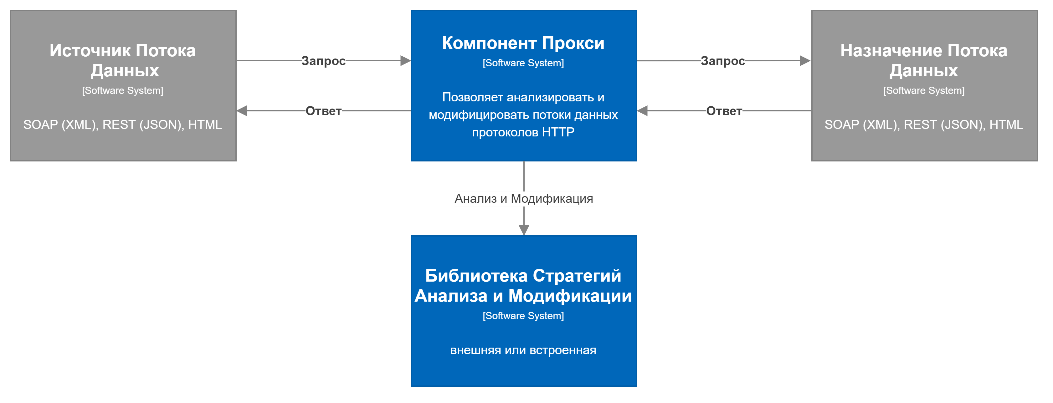 Источник Потока
Данных
[Software System]
SOAP (XML), REST (JSON), HTML
Запрос
Ответ
Компонент Прокси
[Software System]
Позволяет анализировать и
модифицировать потоки данных
протоколов HTTP
Запрос
Ответ
Назначение Потока
Данных
[Software System]
SOAP (XML), REST (JSON), HTML
Анализ и Модификация
Библиотека Стратегий
Анализа и Модификации
[Software System]
внешняя или встроенная